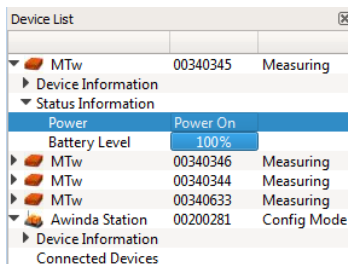 Device List
MTw 00340345 Measuring
Device Information
Status Information
Power Power On
Battery Level 100%
MTw 00340346 Measuring
MTw 00340344 Measuring
MTw 00340633 Measuring
Awinda Station 00200281 Config Mode
Device Information
Connected Devices